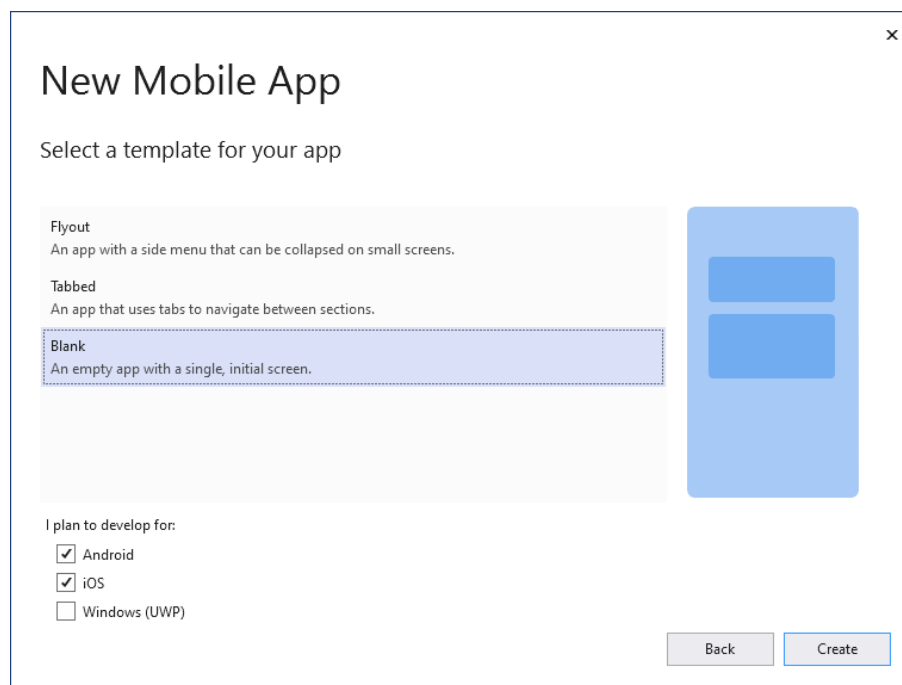 New Mobile App
Select a template for your app
Flyout
An app with a side menu that can be collapsed on small screens.
Tabbed
An app that uses tabs to navigate between sections.
Blank
An empty app with a single, initial screen.
I plan to develop for:
Android
iOS
Windows (UWP)
Back
Create